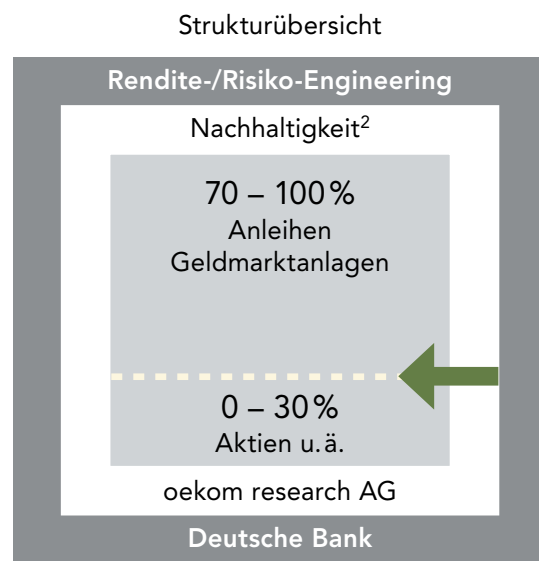 Strukturübersicht
Rendite-/Risiko-Engineering
Nachhaltigkeit²
70 – 100 %
Anleihen
Geldmarktanlagen
0 – 30 %
Aktien u. ä.
oekom research AG
Deutsche Bank